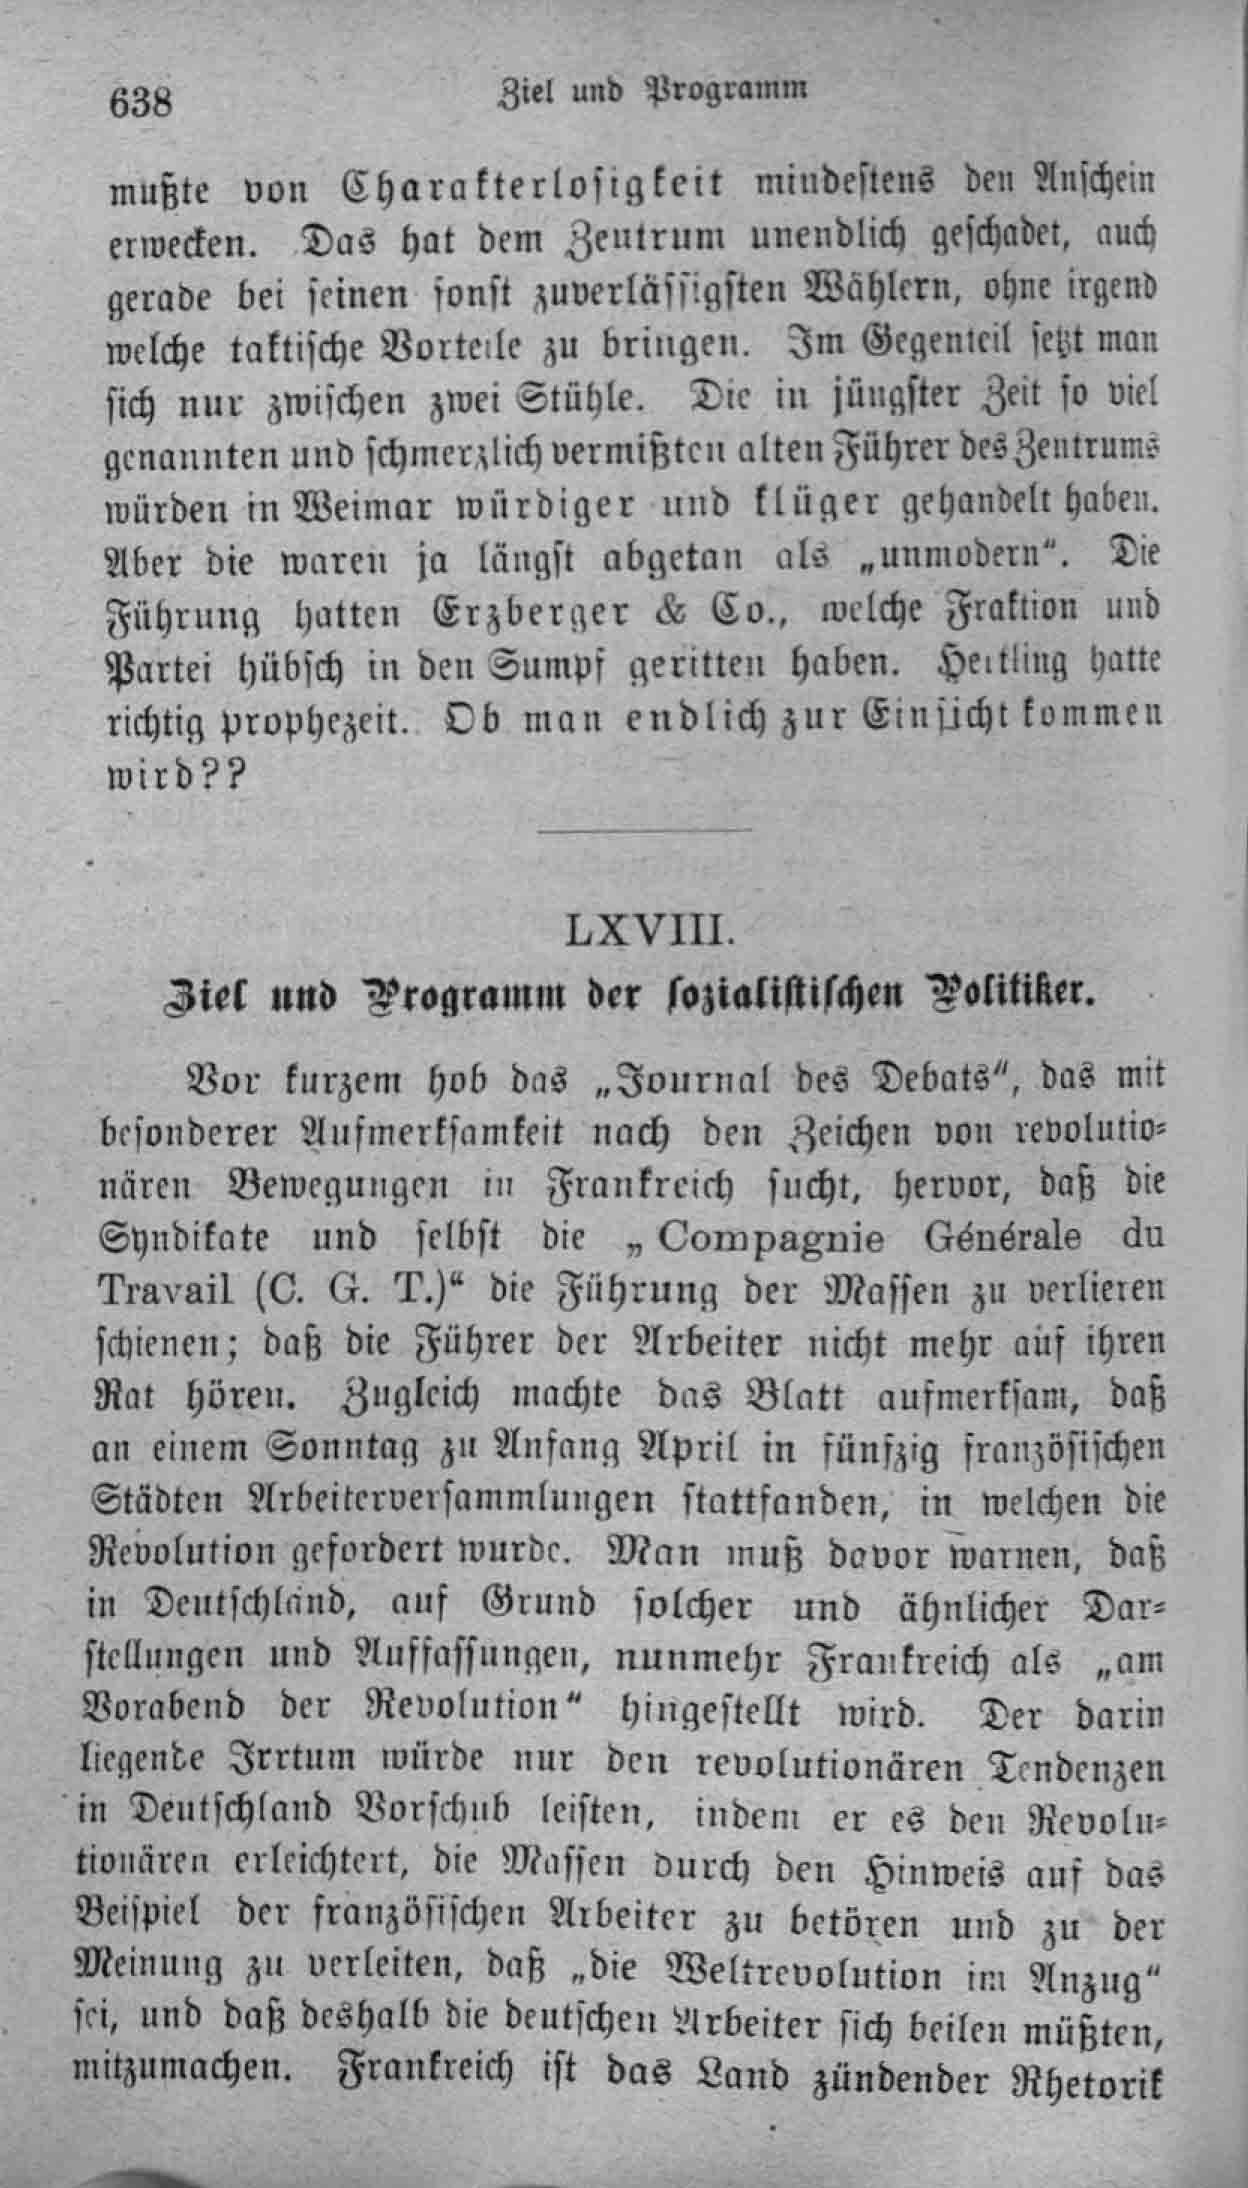 638
Ziel und Programm
mußte von Charakterlosigkeit mindestens den Anschein
erwecken. Das hat dem Zentrum unendlich geschadet, auch
gerade bei seinen sonst zuverlässigsten Wählern, ohne irgend
welche taktische Vorteile zu bringen. Im Gegenteil setzt man
sich nur zwischen zwei Stühle. Die in jüngster Zeit so viel
genannten und schmerzlich vermißten alten Führer des Zentrums
würden in Weimar würdiger und klüger gehandelt haben.
Aber die waren ja längst abgetan als „unmodern“. Die
Führung hatten Erzberger & Co., welche Fraktion und
Partei hübsch in den Sumpf geritten haben. Hertling hatte
richtig prophezeit. Ob man endlich zur Einsicht kommen
wird??
LXVIII.
Ziel und Programm der sozialistischen Politiker.
Vor kurzem hob das „Journal des Debats“, das mit
besonderer Aufmerksamkeit nach den Zeichen von revolutio-
nären Bewegungen in Frankreich sucht, hervor, daß die
Syndikate und selbst die „Compagnie Générale du
Travail (C. G. T.)“ die Führung der Massen zu verlieren
schienen; daß die Führer der Arbeiter nicht mehr auf ihren
Rat hören. Zugleich machte das Blatt aufmerksam, daß
an einem Sonntag zu Anfang April in fünfzig französischen
Städten Arbeiterversammlungen stattfanden, in welchen die
Revolution gefordert wurde. Man muß davor warnen, daß
in Deutschland, auf Grund solcher und ähnlicher Dar-
stellungen und Auffassungen, nunmehr Frankreich als „am
Vorabend der Revolution“ hingestellt wird. Der darin
liegende Irrtum würde nur den revolutionären Tendenzen
in Deutschland Vorschub leisten, indem er es den Revolu-
tionären erleichtert, die Massen durch den Hinweis auf das
Beispiel der französischen Arbeiter zu betören und zu der
Meinung zu verleiten, daß „die Weltrevolution im Anzug“
sei, und daß deshalb die deutschen Arbeiter sich beilen müßten,
mitzumachen. Frankreich ist das Land zündender Rhetorik